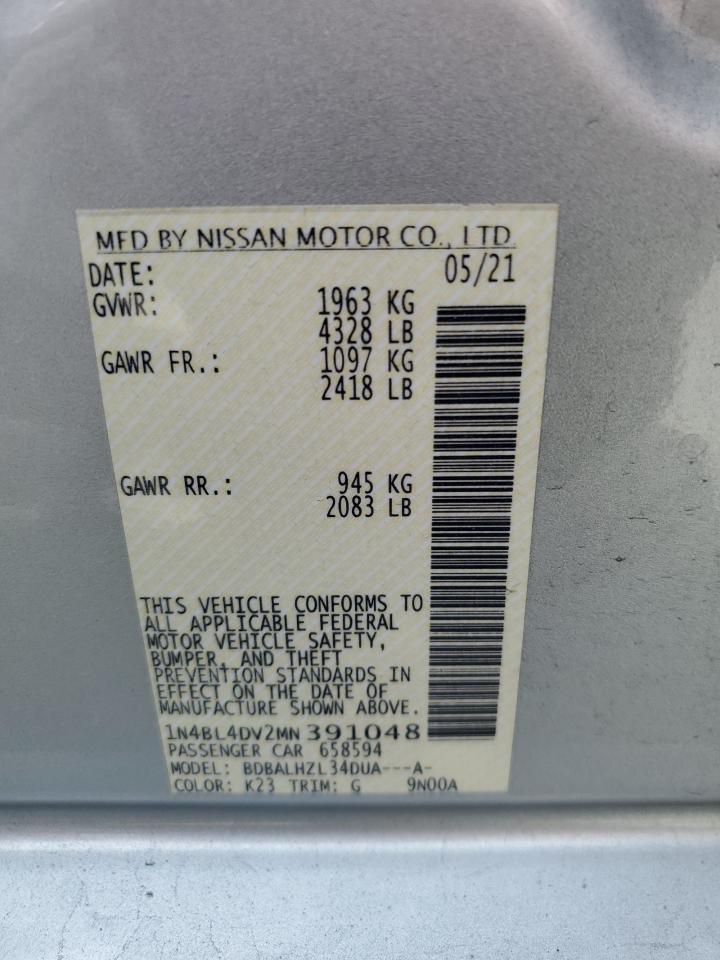 MFD BY NISSAN MOTOR CO., LTD.
DATE: 05/21
GVWR: 1963 KG
4328 LB
GAWR FR.: 1097 KG
2418 LB
GAWR RR.: 945 KG
2083 LB
THIS VEHICLE CONFORMS TO
ALL APPLICABLE FEDERAL
MOTOR VEHICLE SAFETY,
BUMPER, AND THEFT
PREVENTION STANDARDS IN
EFFECT ON THE DATE OF
MANUFACTURE SHOWN ABOVE.
1N4BL4DV2MN391048
PASSENGER CAR 658594
MODEL: BDBALHZL34DUA---A-
COLOR: K23 TRIM: G 9N00A